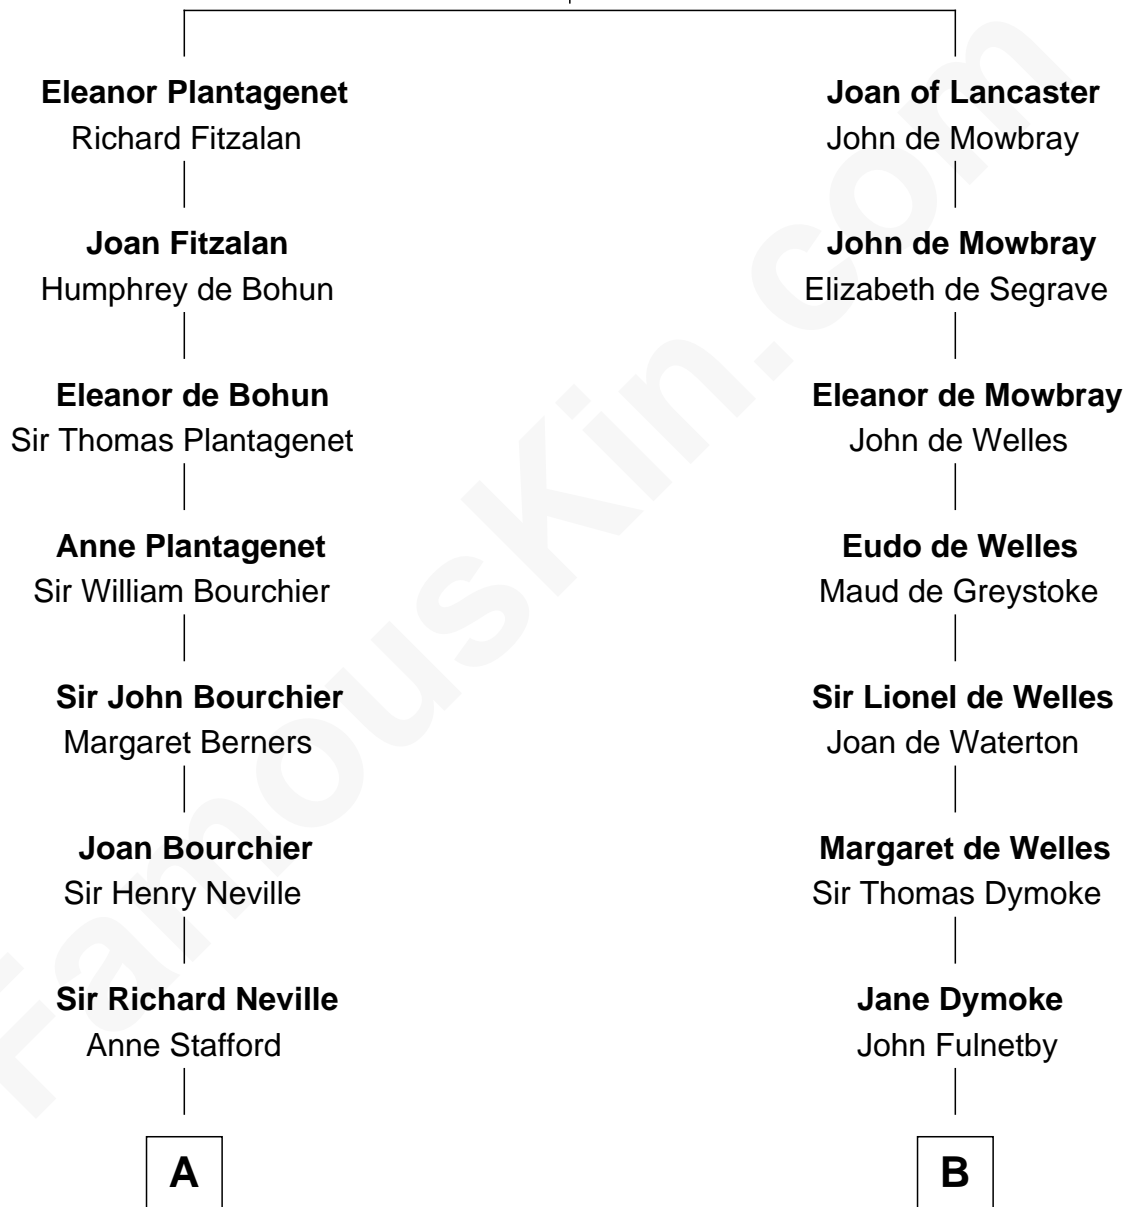 Eleanor Plantagenet
Richard Fitzalan
Joan Fitzalan
Humphrey de Bohun
Eleanor de Bohun
Sir Thomas Plantagenet
Anne Plantagenet
Sir William Bourchier
Sir John Bourchier
Margaret Berners
Joan Bourchier
Sir Henry Neville
Sir Richard Neville
Anne Stafford
A
Joan of Lancaster
John de Mowbray
John de Mowbray
Elizabeth de Segrave
Eleanor de Mowbray
John de Welles
Eudo de Welles
Maud de Greystoke
Sir Lionel de Welles
Joan de Waterton
Margaret de Welles
Sir Thomas Dymoke
Jane Dymoke
John Fulnetby
B
FamousKin.com